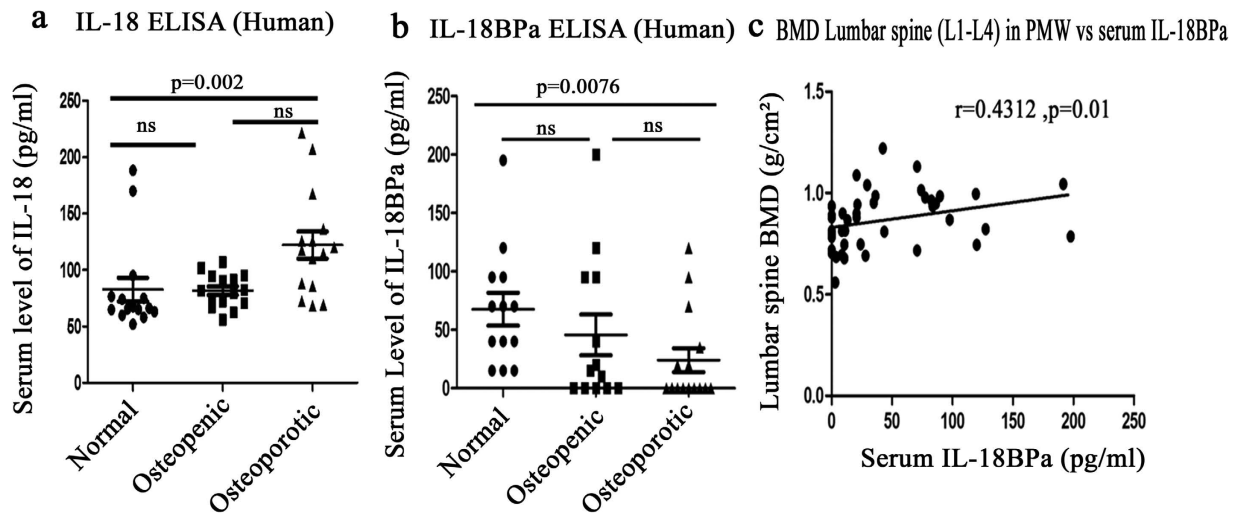 a IL-18 ELISA (Human)
p=0.002
ns
ns
Serum level of IL-18 (pg/ml)
250
200
150
100
50
0
Normal
Osteopenic
Osteoporotic
b IL-18BPa ELISA (Human)
p=0.0076
ns
ns
Serum Level of IL-18BPa (pg/ml)
250
200
150
100
50
0
Normal
Osteopenic
Osteoporotic
c BMD Lumbar spine (L1-L4) in PMW vs serum IL-18BPa
r=0.4312 ,p=0.01
Lumbar spine BMD (g/cm²)
1.5
1.0
0.5
0.0
0
50
100
150
200
250
Serum IL-18BPa (pg/ml)